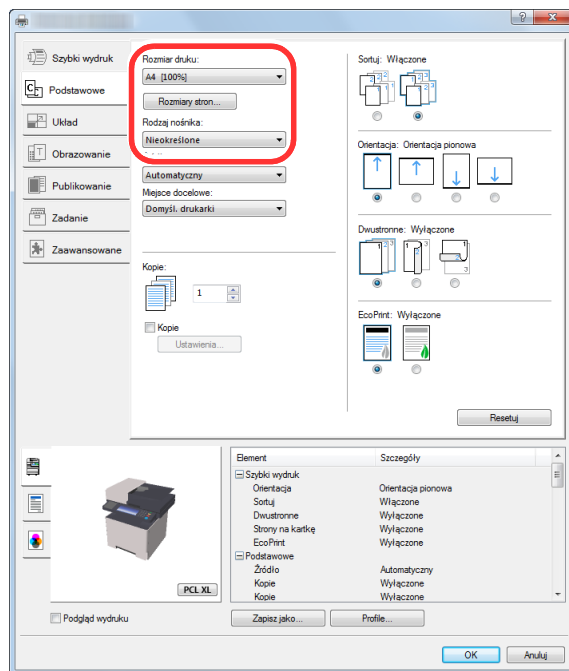 Szybki wydruk
Podstawowe
Układ
Obrazowanie
Publikowanie
Zadanie
Zaawansowane
Rozmiar druku:
A4 [100%]
Rozmiary stron...
Rodzaj nośnika:
Nieokreślone
Automatyczny
Miejsce docelowe:
Domyśl. drukarki
Kopie:
1
Kopie
Ustawienia...
Sortuj: Włączone
Orientacja: Orientacja pionowa
Dwustronne: Wyłączone
EcoPrint: Wyłączone
Resetuj
PCL XL
Podgląd wydruku
Element Szczegóły
Szybki wydruk
Orientacja Orientacja pionowa
Sortuj Włączone
Dwustronne Wyłączone
Strony na kartkę Wyłączone
EcoPrint Wyłączone
Podstawowe
Źródło Automatyczny
Kopie Wyłączone
Kopie Wyłączone
Zapisz jako... Profile...
OK Anuluj